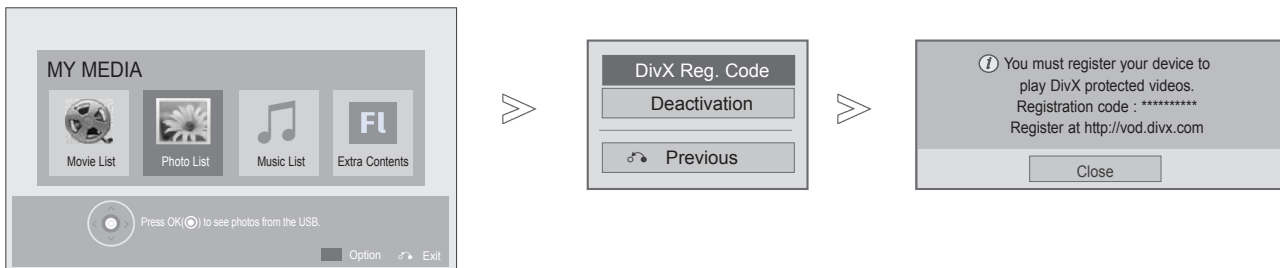 MY MEDIA
Movie List
Photo List
Music List
FL
Extra Contents
Press OK(◉) to see photos from the USB.
Option
Exit
DivX Reg. Code
Deactivation
Previous
i You must register your device to
play DivX protected videos.
Registration code : **********
Register at http://vod.divx.com
Close